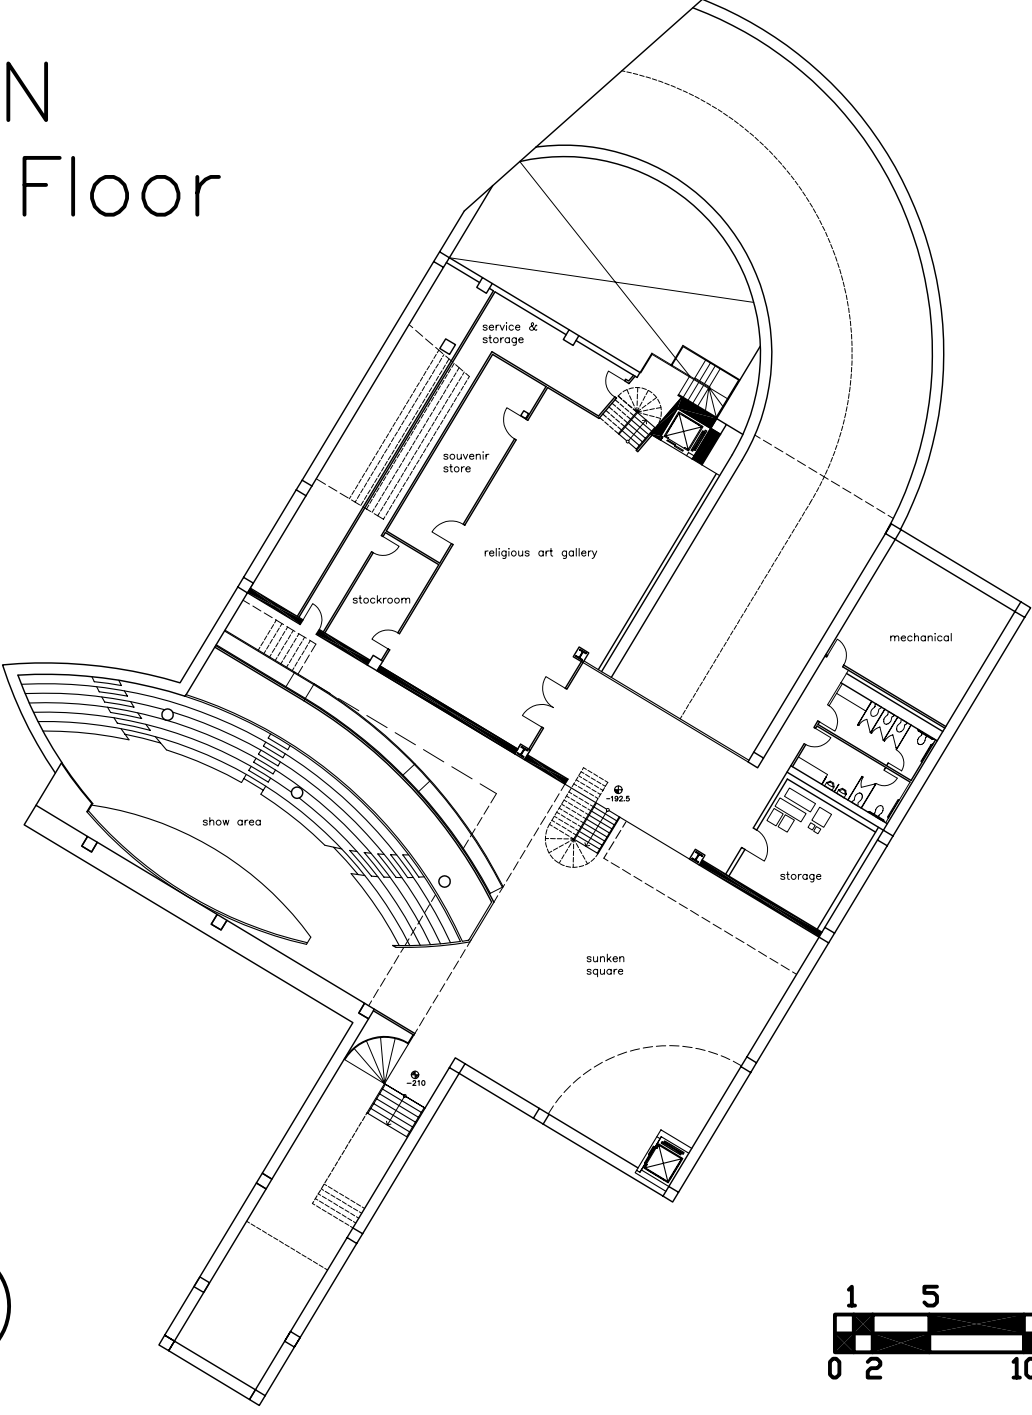 N
Floor
service &
storage
souvenir
store
religious art gallery
stockroom
mechanical
-192.5
show area
storage
sunken
square
-210
1 5
0 2 10